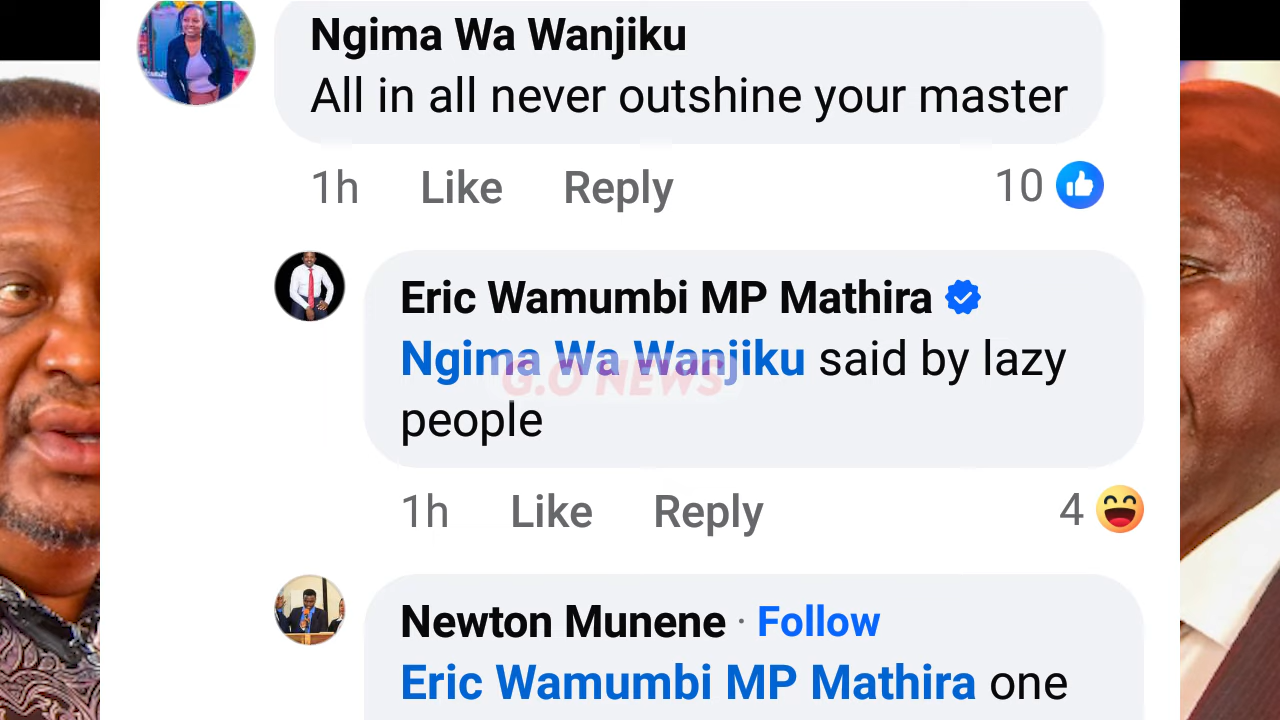 Ngima Wa Wanjiku
All in all never outshine your master
1h Like Reply 10
Eric Wamumbi MP Mathira
Ngima Wa Wanjiku said by lazy
people
G.O NEWS
1h Like Reply 4
Newton Munene · Follow
Eric Wamumbi MP Mathira one